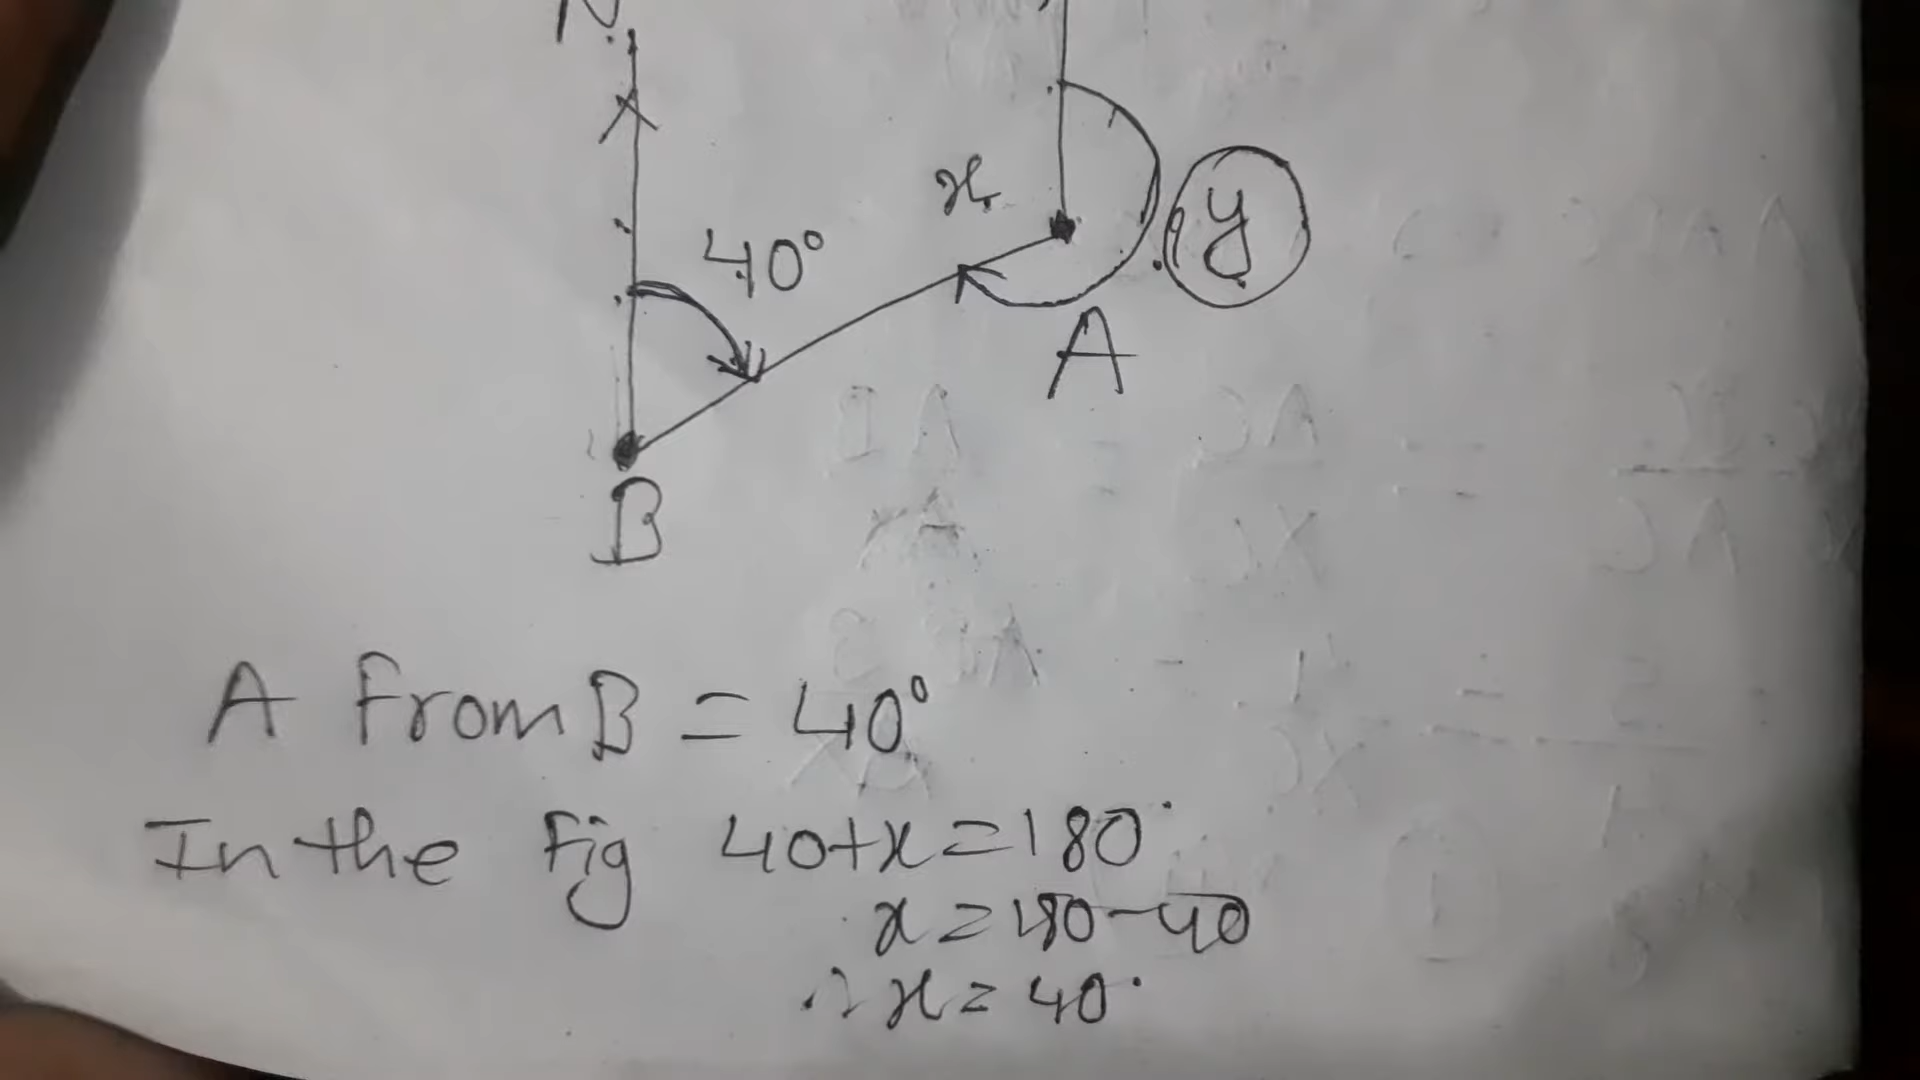 N
x
40°
y
A
B
A from B = 40°
In the fig 40+x=180°
x=180-40
∴ x=40°